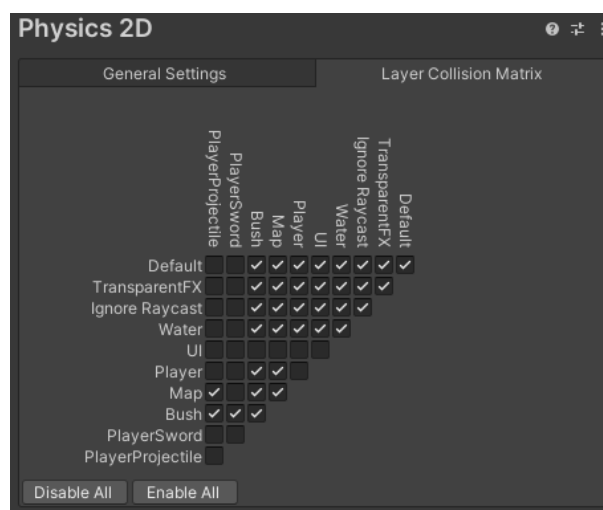 Physics 2D
General Settings
Layer Collision Matrix
PlayerProjectile
PlayerSword
Bush
Map
Player
UI
Water
Ignore Raycast
TransparentFX
Default
Default
TransparentFX
Ignore Raycast
Water
UI
Player
Map
Bush
PlayerSword
PlayerProjectile
Disable All
Enable All